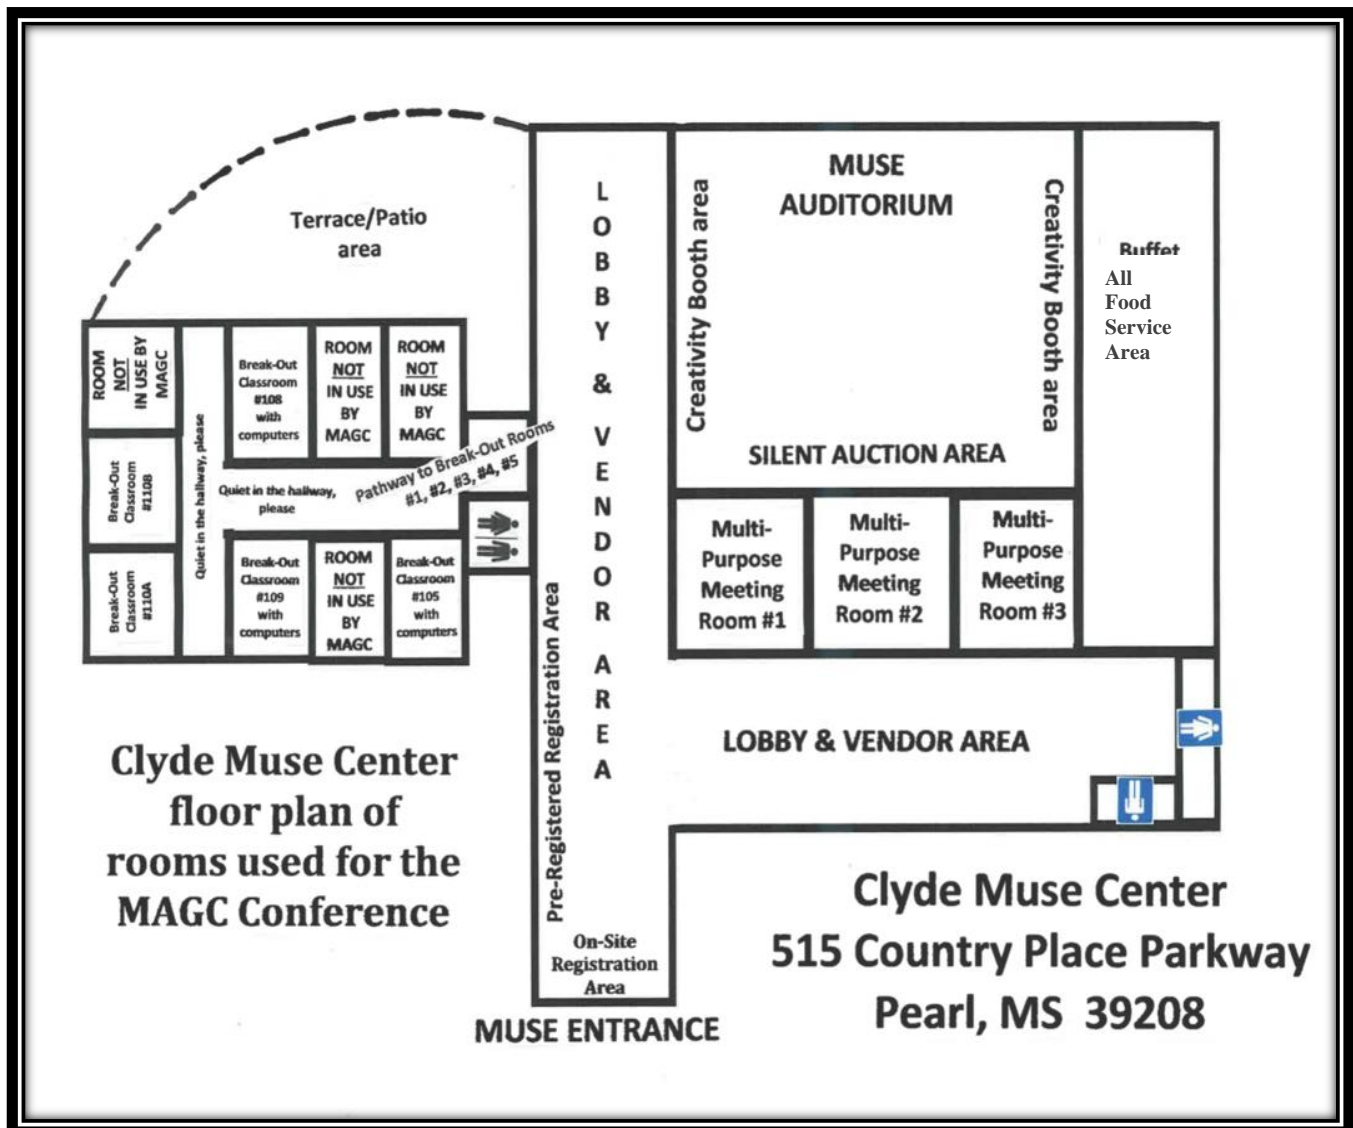 MUSE
AUDITORIUM
LOBBY & VENDOR AREA
Creativity Booth area
Creativity Booth area
Terrace/Patio
area
Buffet
All
Food
Service
Area
ROOM
NOT
IN USE BY
MAGC
Break-Out
Classroom
#108
with
computers
ROOM
NOT
IN USE
BY
MAGC
ROOM
NOT
IN USE
BY
MAGC
SILENT AUCTION AREA
Pathway to Break-Out Rooms
#1, #2, #3, #4, #5
Quiet in the hallway, please
Quiet in the hallway,
please
Break-Out
Classroom
#110B
Break-Out
Classroom
#110A
Break-Out
Classroom
#109
with
computers
ROOM
NOT
IN USE
BY
MAGC
Break-Out
Classroom
#105
with
computers
Multi-
Purpose
Meeting
Room #1
Multi-
Purpose
Meeting
Room #2
Multi-
Purpose
Meeting
Room #3
Pre-Registered Registration Area
LOBBY & VENDOR AREA
Clyde Muse Center
floor plan of
rooms used for the
MAGC Conference
On-Site
Registration
Area
MUSE ENTRANCE
Clyde Muse Center
515 Country Place Parkway
Pearl, MS 39208